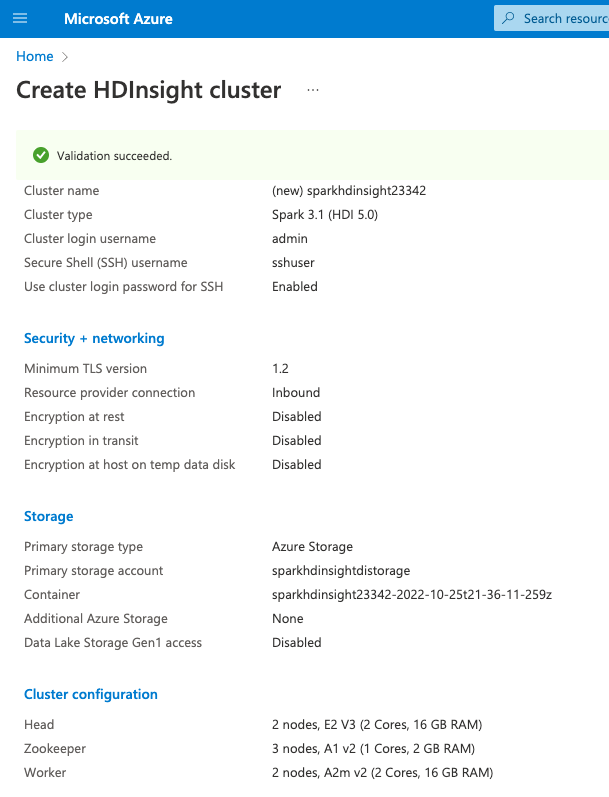 Microsoft Azure
Search resourc
Home
Create HDInsight cluster ...
Validation succeeded.
Cluster name (new) sparkhdinsight23342
Cluster type Spark 3.1 (HDI 5.0)
Cluster login username admin
Secure Shell (SSH) username sshuser
Use cluster login password for SSH Enabled
Security + networking
Minimum TLS version 1.2
Resource provider connection Inbound
Encryption at rest Disabled
Encryption in transit Disabled
Encryption at host on temp data disk Disabled
Storage
Primary storage type Azure Storage
Primary storage account sparkhdinsightdistorage
Container sparkhdinsight23342-2022-10-25t21-36-11-259z
Additional Azure Storage None
Data Lake Storage Gen1 access Disabled
Cluster configuration
Head 2 nodes, E2 V3 (2 Cores, 16 GB RAM)
Zookeeper 3 nodes, A1 v2 (1 Cores, 2 GB RAM)
Worker 2 nodes, A2m v2 (2 Cores, 16 GB RAM)